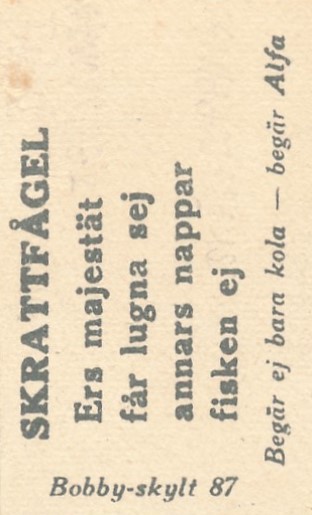 SKRATTFÅGEL
Ers majestät
får lugna sej
annars nappar
fisken ej
Begär ej bara kola — begär Alfa
Bobby-skylt 87